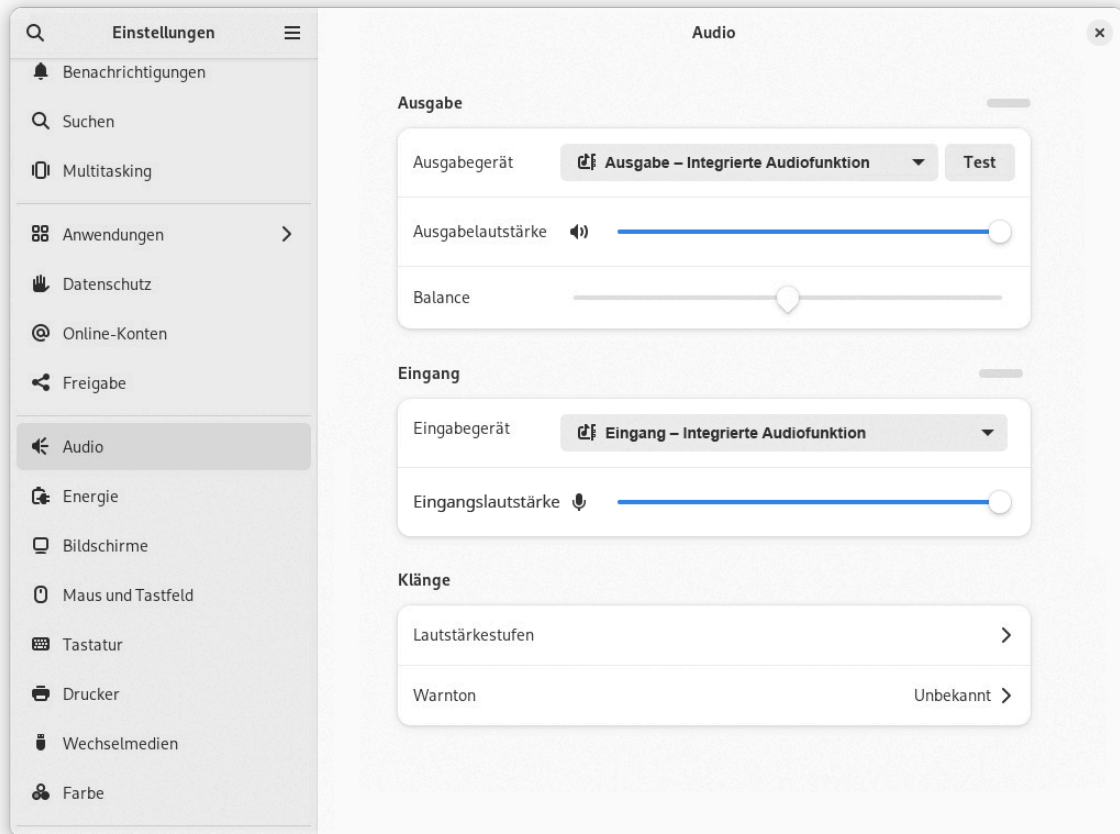 Einstellungen
Audio
Benachrichtigungen
Suchen
Multitasking
Anwendungen
Datenschutz
Online-Konten
Freigabe
Audio
Energie
Bildschirme
Maus und Tastfeld
Tastatur
Drucker
Wechselmedien
Farbe
Ausgabe
Ausgabegerät
Ausgabe – Integrierte Audiofunktion
Test
Ausgabelautstärke
Balance
Eingang
Eingabegerät
Eingang – Integrierte Audiofunktion
Eingangslautstärke
Klänge
Lautstärkestufen
Warnton
Unbekannt